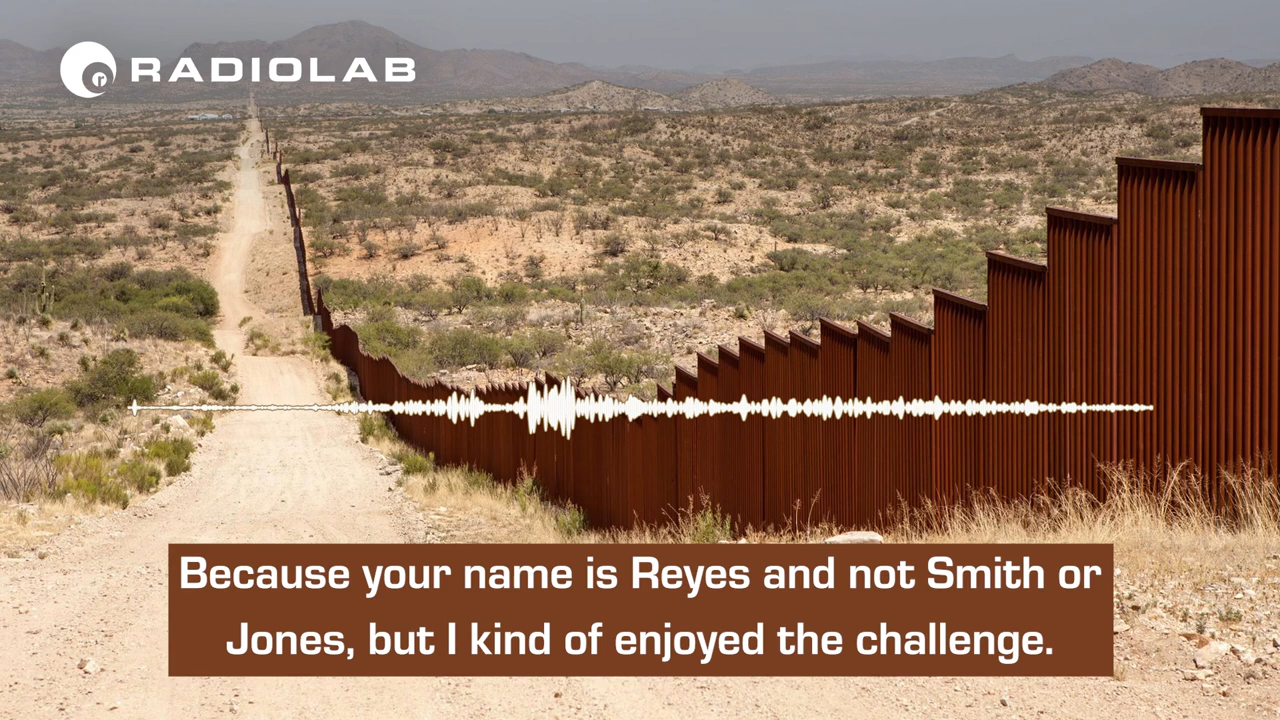 RADIOLAB
Because your name is Reyes and not Smith or
Jones, but I kind of enjoyed the challenge.